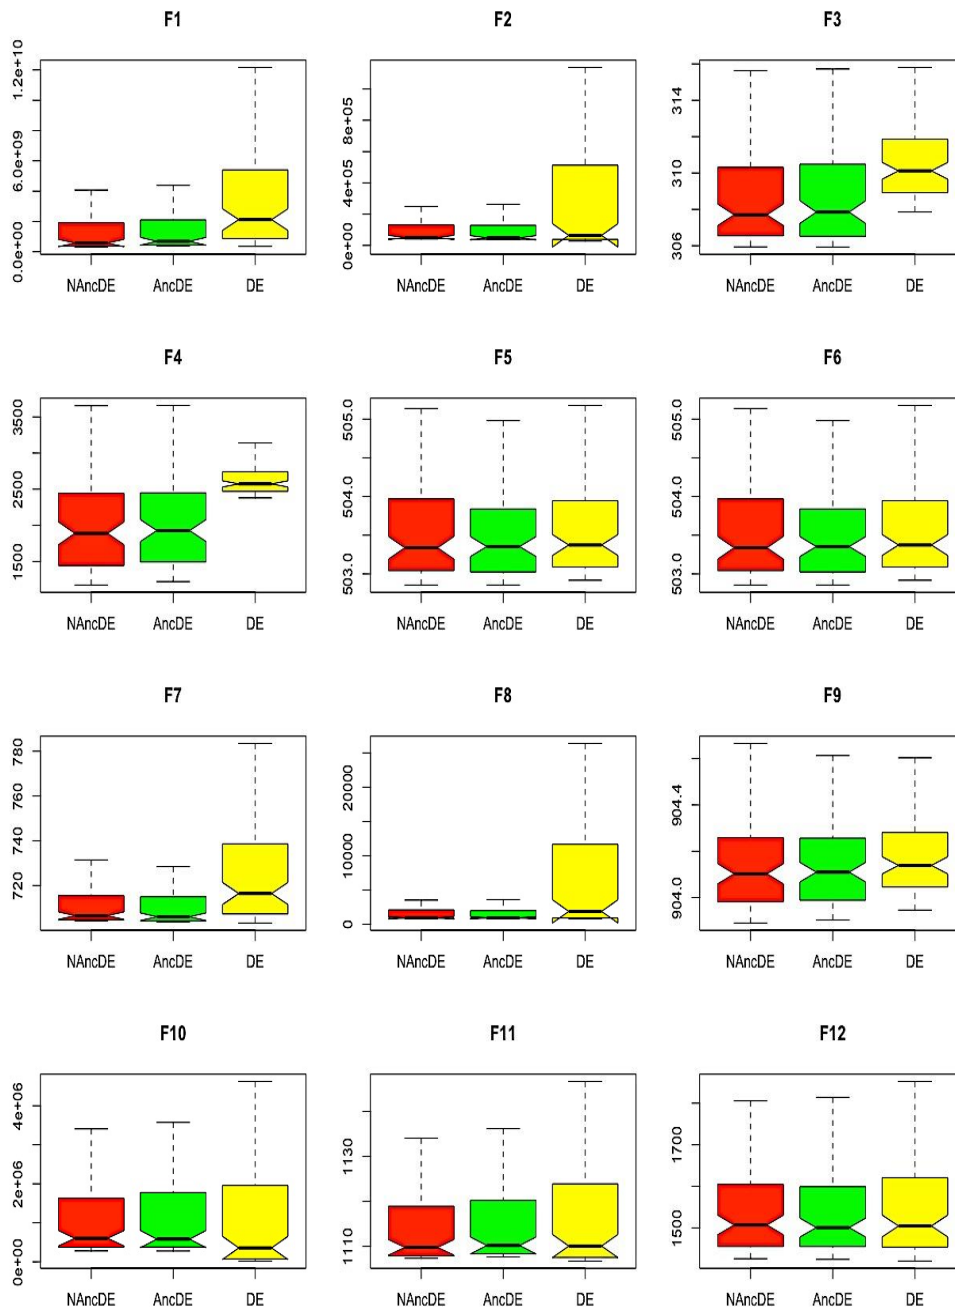 F1 F2 F3
0.0e+00 6.0e+09 1.2e+10
0e+00 4e+05 8e+05
306 310 314
NAncDE AncDE DE NAncDE AncDE DE NAncDE AncDE DE
F4 F5 F6
1500 2500 3500
503.0 504.0 505.0
503.0 504.0 505.0
NAncDE AncDE DE NAncDE AncDE DE NAncDE AncDE DE
F7 F8 F9
720 740 760 780
0 10000 20000
904.0 904.4
NAncDE AncDE DE NAncDE AncDE DE NAncDE AncDE DE
F10 F11 F12
0e+00 2e+06 4e+06
1110 1130
1500 1700
NAncDE AncDE DE NAncDE AncDE DE NAncDE AncDE DE